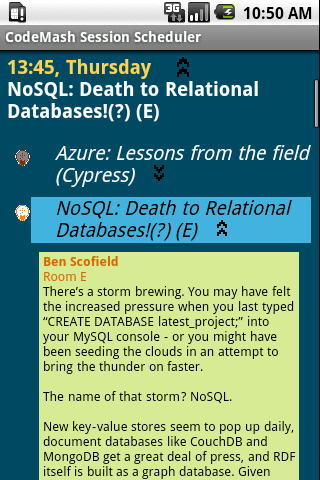 3G
10:50 AM
CodeMash Session Scheduler
13:45, Thursday
NoSQL: Death to Relational
Databases!(?) (E)
Azure: Lessons from the field
(Cypress)
NoSQL: Death to Relational
Databases!(?) (E)
Ben Scofield
Room E
There's a storm brewing. You may have felt
the increased pressure when you last typed
“CREATE DATABASE latest_project;” into
your MySQL console - or you might have
been seeding the clouds in an attempt to
bring the thunder on faster.
The name of that storm? NoSQL.
New key-value stores seem to pop up daily,
document databases like CouchDB and
MongoDB get a great deal of press, and RDF
itself is built as a graph database. Given